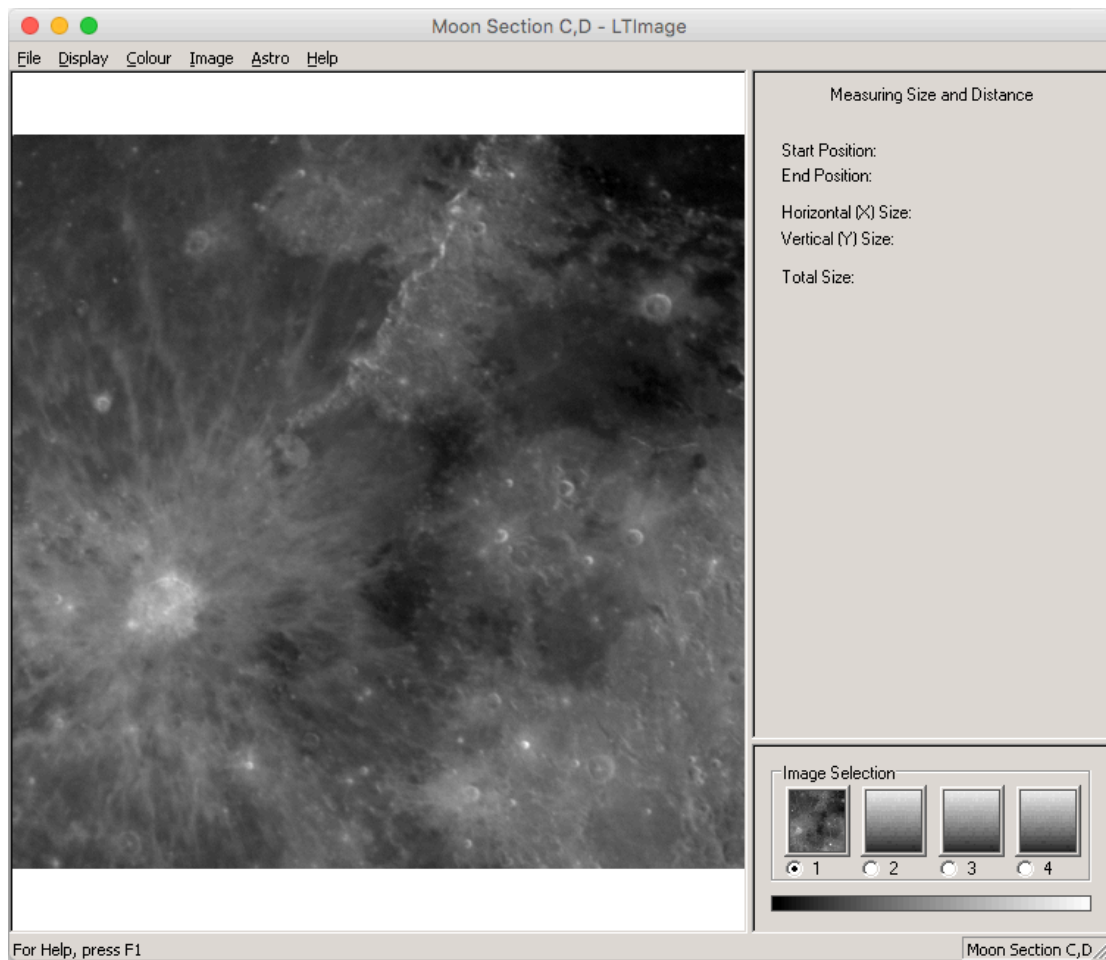 Moon Section C,D - LTImage
File Display Colour Image Astro Help
Measuring Size and Distance
Start Position:
End Position:
Horizontal (X) Size:
Vertical (Y) Size:
Total Size:
Image Selection
1 2 3 4
For Help, press F1
Moon Section C,D